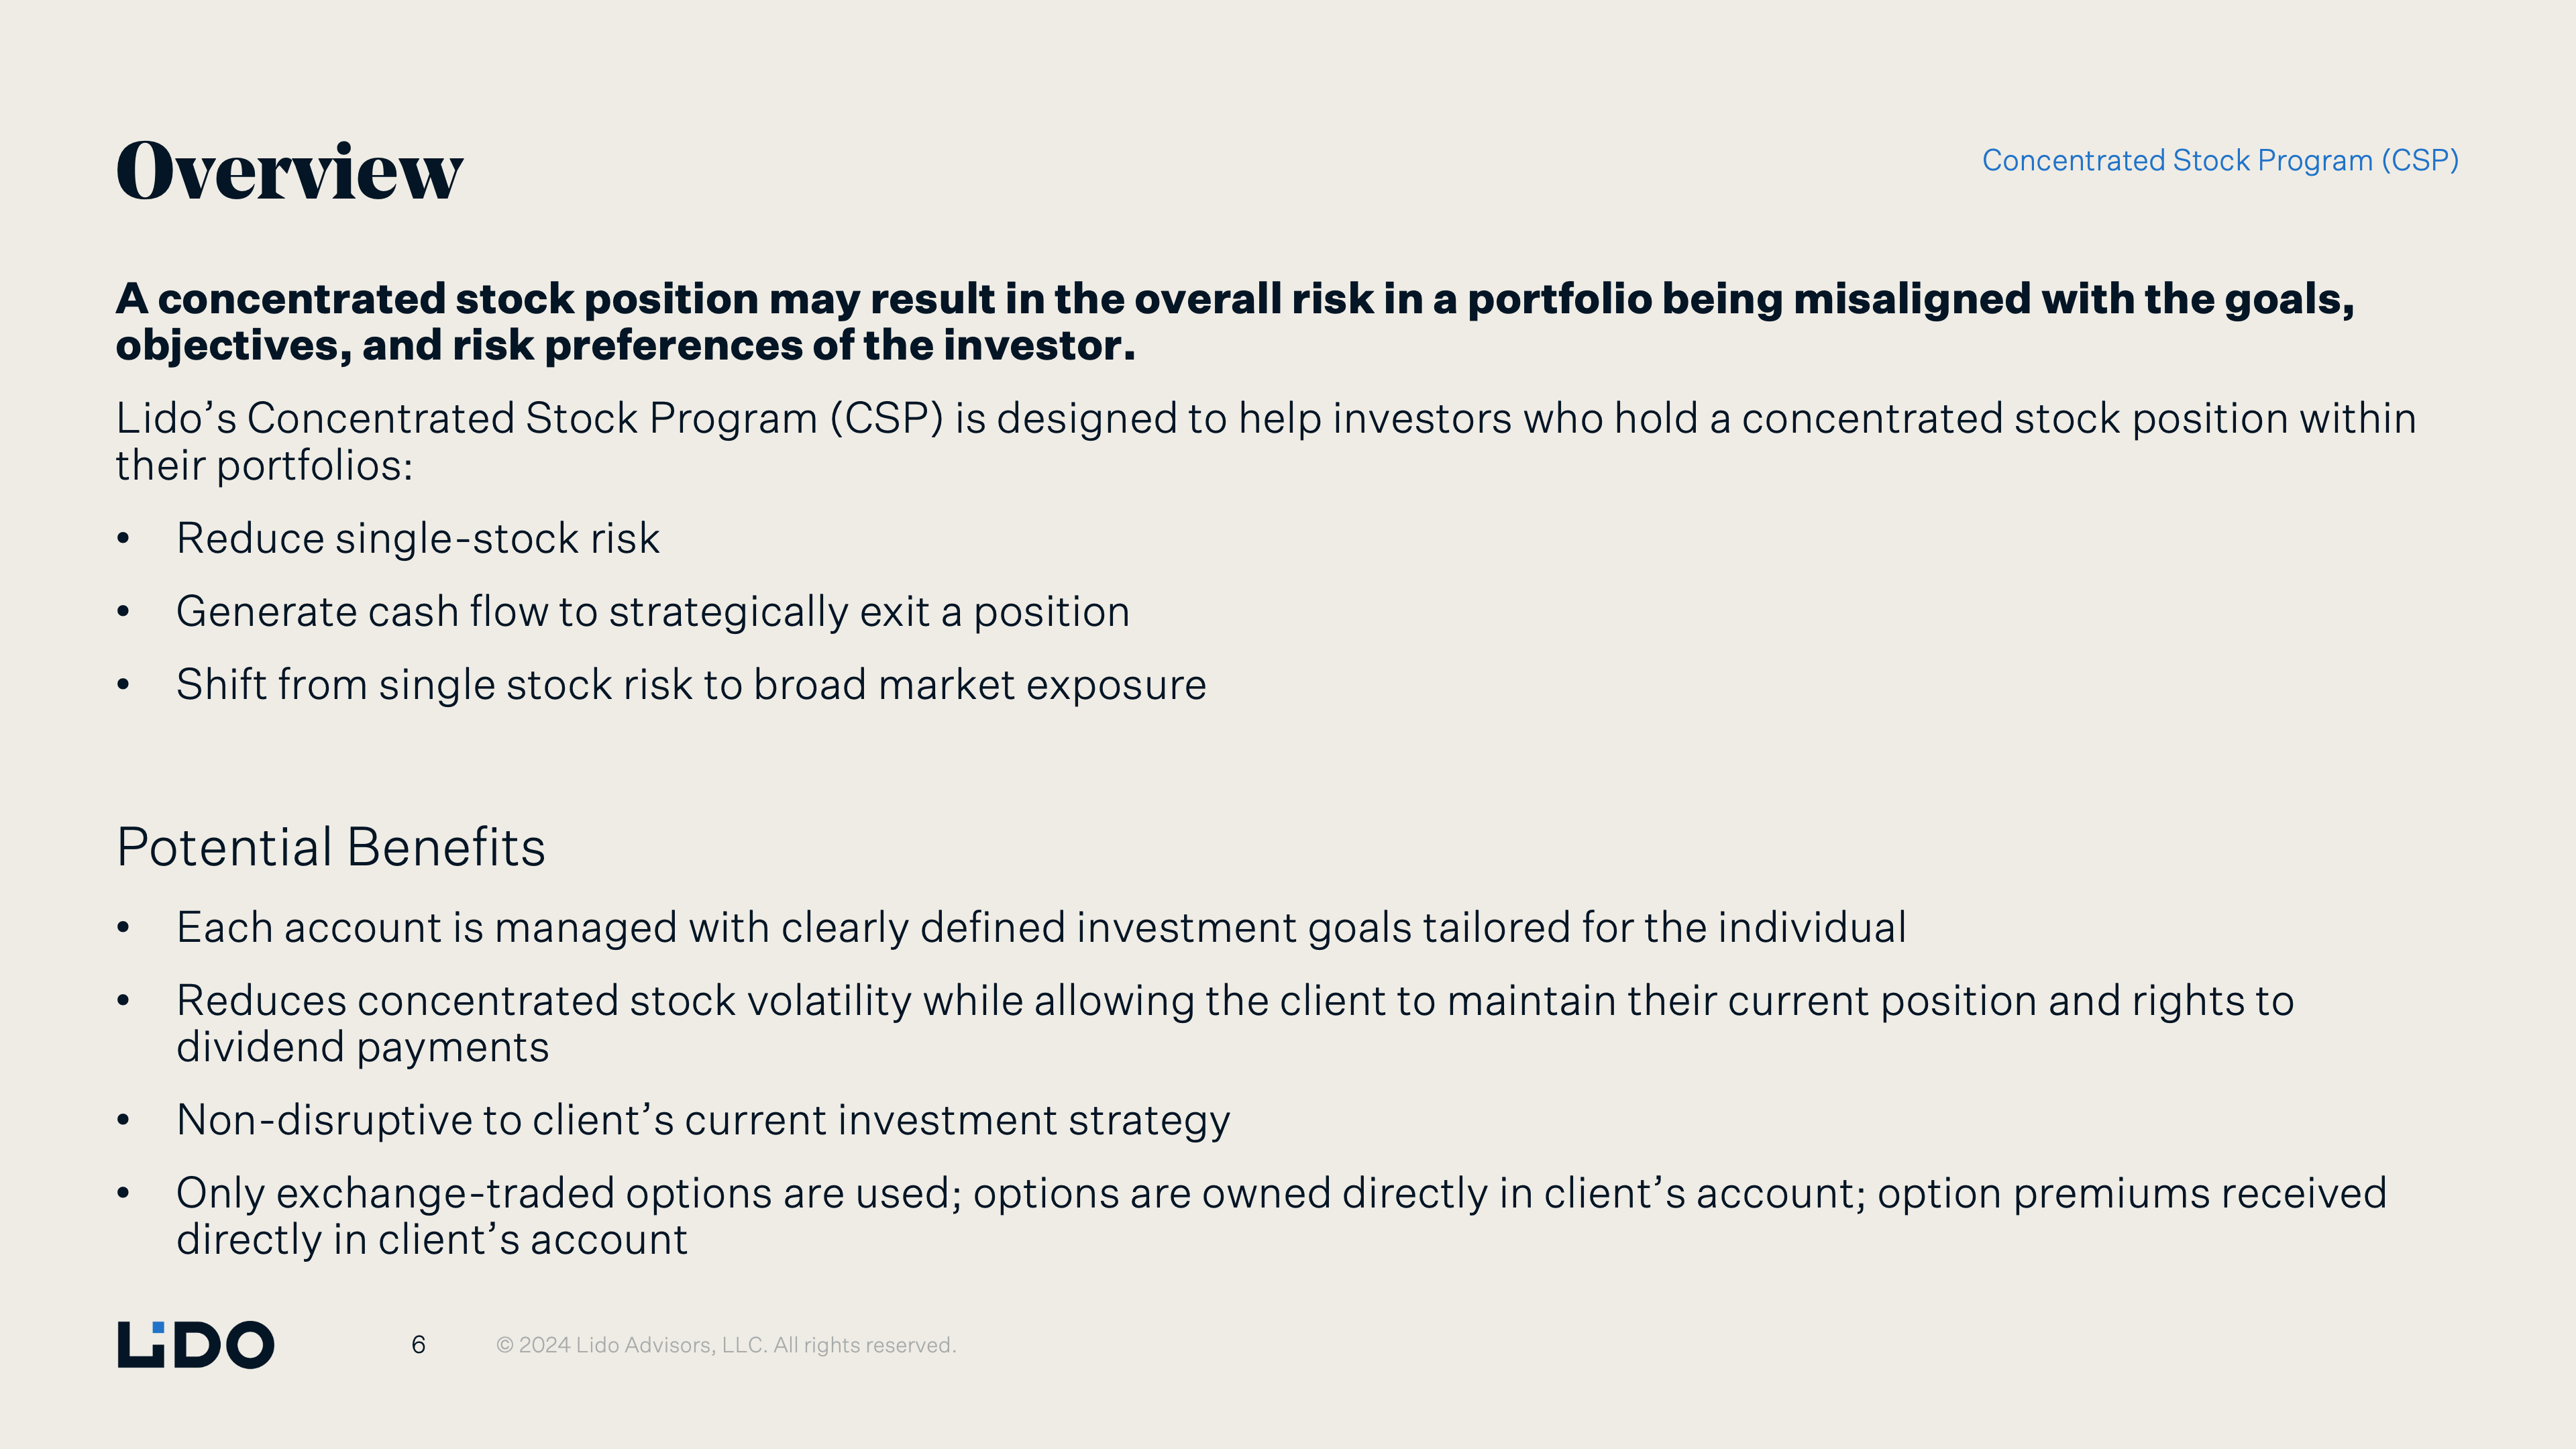 Overview
Concentrated Stock Program (CSP)
A concentrated stock position may result in the overall risk in a portfolio being misaligned with the goals,
objectives, and risk preferences of the investor.
Lido’s Concentrated Stock Program (CSP) is designed to help investors who hold a concentrated stock position within
their portfolios:
• Reduce single-stock risk
• Generate cash flow to strategically exit a position
• Shift from single stock risk to broad market exposure
Potential Benefits
• Each account is managed with clearly defined investment goals tailored for the individual
• Reduces concentrated stock volatility while allowing the client to maintain their current position and rights to
dividend payments
• Non-disruptive to client’s current investment strategy
• Only exchange-traded options are used; options are owned directly in client’s account; option premiums received
directly in client’s account
LiDO
6
© 2024 Lido Advisors, LLC. All rights reserved.